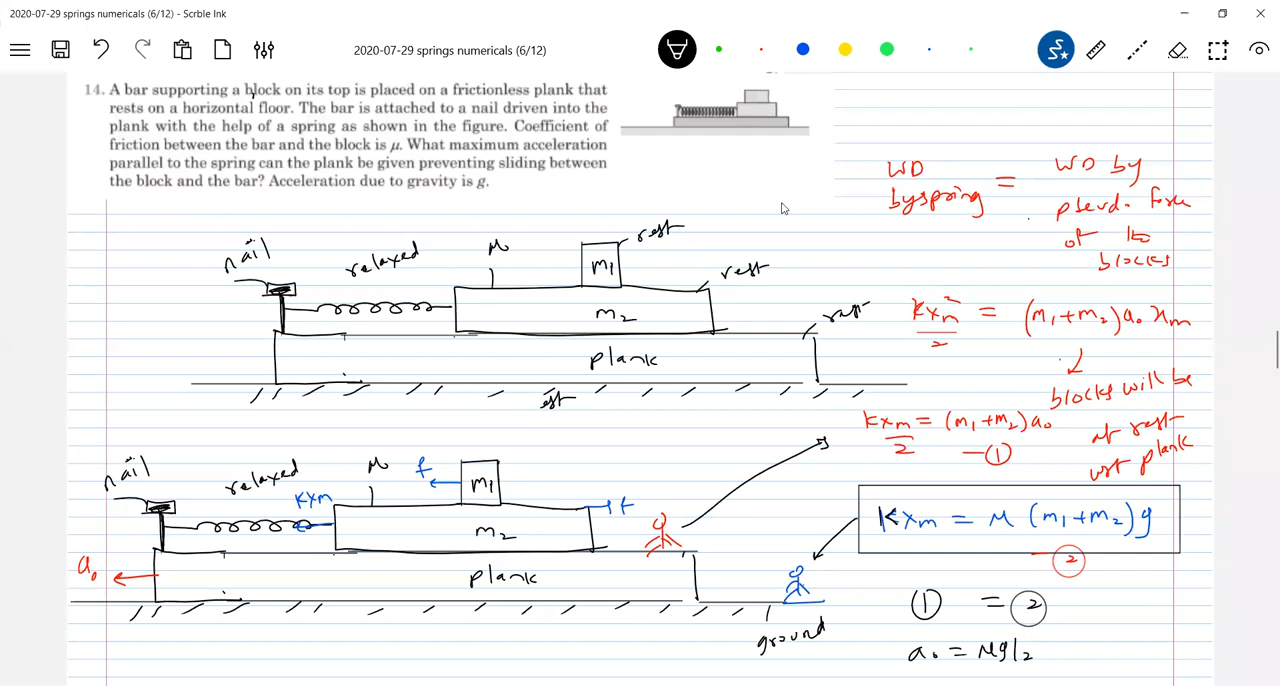 2020-07-29 springs numericals (6/12) - Scrble Ink
2020-07-29 springs numericals (6/12)
14. A bar supporting a block on its top is placed on a frictionless plank that
rests on a horizontal floor. The bar is attached to a nail driven into the
plank with the help of a spring as shown in the figure. Coefficient of
friction between the bar and the block is μ. What maximum acceleration
parallel to the spring can the plank be given preventing sliding between
the block and the bar? Acceleration due to gravity is g.
WD by spring = WD by
pseud. force
of the
blocks
nail
relaxed
μ
m₁
rest
rest
m₂
rest
plank
est
kxm²/2 = (m₁+m₂)a₀xm
blocks will be
at rest
wrt plank
kxm/2 = (m₁+m₂)a₀ - ①
nail
relaxed
kxm
μ
f
m₁
f
m₂
a₀
plank
ground
kxm = μ (m₁+m₂) g
- ②
① = ②
a₀ = μg/2